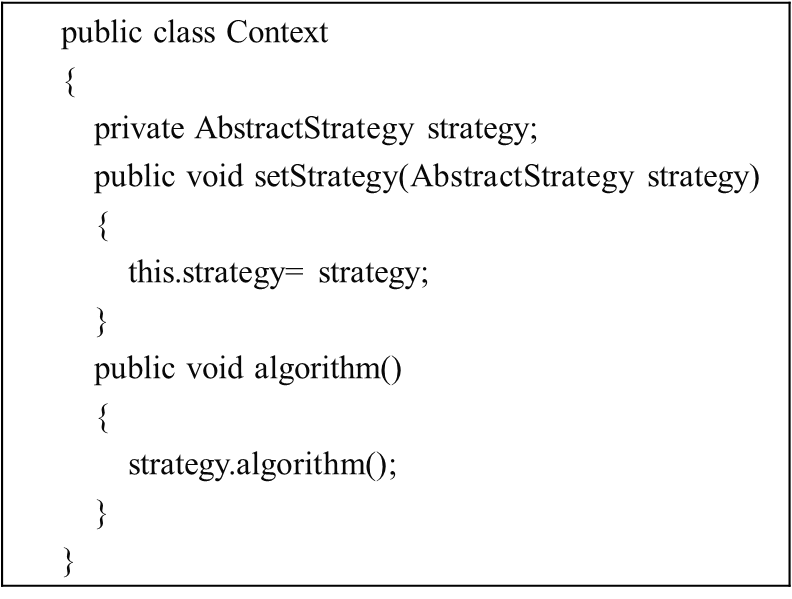 public class Context
{
private AbstractStrategy strategy;
public void setStrategy(AbstractStrategy strategy)
{
this.strategy= strategy;
}
public void algorithm()
{
strategy.algorithm();
}
}